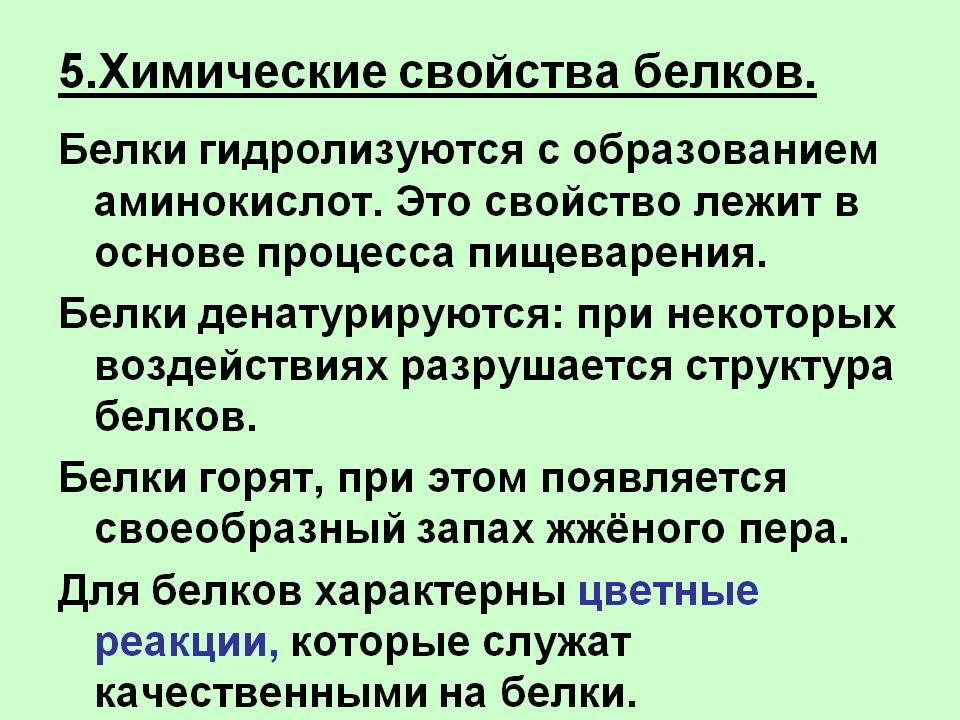 5.Химические свойства белков.
Белки гидролизуются с образованием
аминокислот. Это свойство лежит в
основе процесса пищеварения.
Белки денатурируются: при некоторых
воздействиях разрушается структура
белков.
Белки горят, при этом появляется
своеобразный запах жжёного пера.
Для белков характерны цветные
реакции, которые служат
качественными на белки.